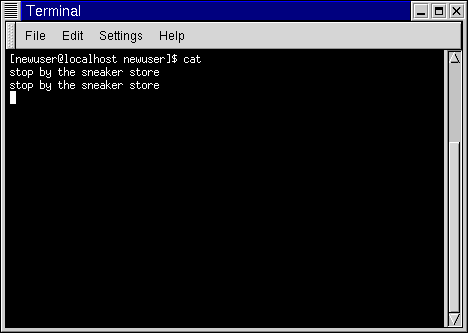 Terminal
File Edit Settings Help
[newuser@localhost newuser]$ cat
stop by the sneaker store
stop by the sneaker store